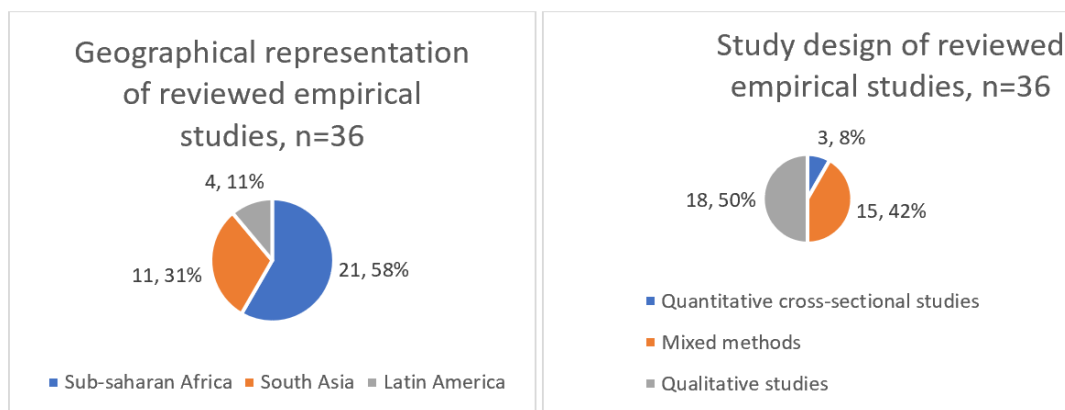 Geographical representation
of reviewed empirical
studies, n=36
4, 11%
11, 31%
21, 58%
Sub-saharan Africa South Asia Latin America
Study design of reviewed
empirical studies, n=36
3, 8%
18, 50%
15, 42%
Quantitative cross-sectional studies
Mixed methods
Qualitative studies